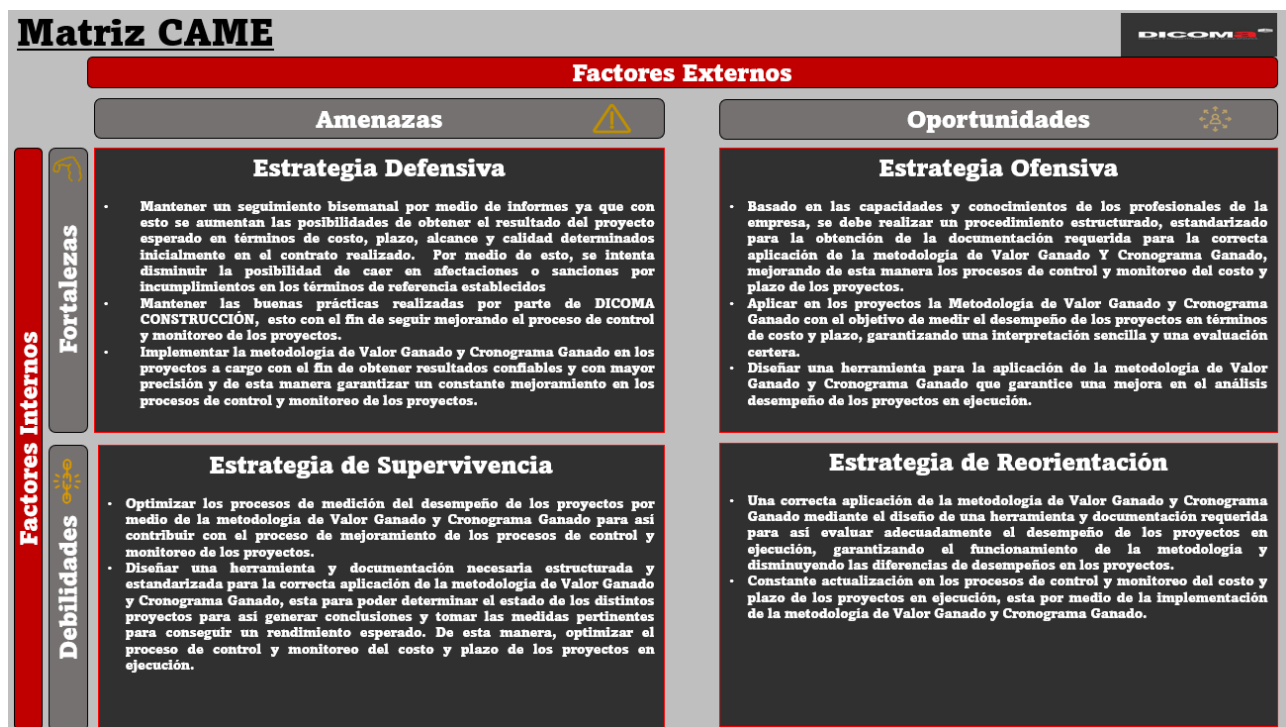 Matriz CAME
DICOMA
Factores Externos
Amenazas
Oportunidades
Factores Internos
Fortalezas
Estrategia Defensiva
• Mantener un seguimiento bisemanal por medio de informes ya que con
esto se aumentan las posibilidades de obtener el resultado del proyecto
esperado en términos de costo, plazo, alcance y calidad determinados
inicialmente en el contrato realizado. Por medio de esto, se intenta
disminuir la posibilidad de caer en afectaciones o sanciones por
incumplimientos en los términos de referencia establecidos
• Mantener las buenas prácticas realizadas por parte de DICOMA
CONSTRUCCIÓN, esto con el fin de seguir mejorando el proceso de control
y monitoreo de los proyectos.
• Implementar la metodología de Valor Ganado y Cronograma Ganado en los
proyectos a cargo con el fin de obtener resultados confiables y con mayor
precisión y de esta manera garantizar un constante mejoramiento en los
procesos de control y monitoreo de los proyectos.
Estrategia Ofensiva
• Basado en las capacidades y conocimientos de los profesionales de la
empresa, se debe realizar un procedimiento estructurado, estandarizado
para la obtención de la documentación requerida para la correcta
aplicación de la metodología de Valor Ganado Y Cronograma Ganado,
mejorando de esta manera los procesos de control y monitoreo del costo y
plazo de los proyectos.
• Aplicar en los proyectos la Metodología de Valor Ganado y Cronograma
Ganado con el objetivo de medir el desempeño de los proyectos en términos
de costo y plazo, garantizando una interpretación sencilla y una evaluación
certera.
• Diseñar una herramienta para la aplicación de la metodología de Valor
Ganado y Cronograma Ganado que garantice una mejora en el análisis
desempeño de los proyectos en ejecución.
Debilidades
Estrategia de Supervivencia
• Optimizar los procesos de medición del desempeño de los proyectos por
medio de la metodología de Valor Ganado y Cronograma Ganado para así
contribuir con el proceso de mejoramiento de los procesos de control y
monitoreo de los proyectos.
• Diseñar una herramienta y documentación necesaria estructurada y
estandarizada para la correcta aplicación de la metodología de Valor Ganado
y Cronograma Ganado, esta para poder determinar el estado de los distintos
proyectos para así generar conclusiones y tomar las medidas pertinentes
para conseguir un rendimiento esperado. De esta manera, optimizar el
proceso de control y monitoreo del costo y plazo de los proyectos en
ejecución.
Estrategia de Reorientación
• Una correcta aplicación de la metodología de Valor Ganado y Cronograma
Ganado mediante el diseño de una herramienta y documentación requerida
para así evaluar adecuadamente el desempeño de los proyectos en
ejecución, garantizando el funcionamiento de la metodología y
disminuyendo las diferencias de desempeños en los proyectos.
• Constante actualización en los procesos de control y monitoreo del costo y
plazo de los proyectos en ejecución, esta por medio de la implementación
de la metodología de Valor Ganado y Cronograma Ganado.